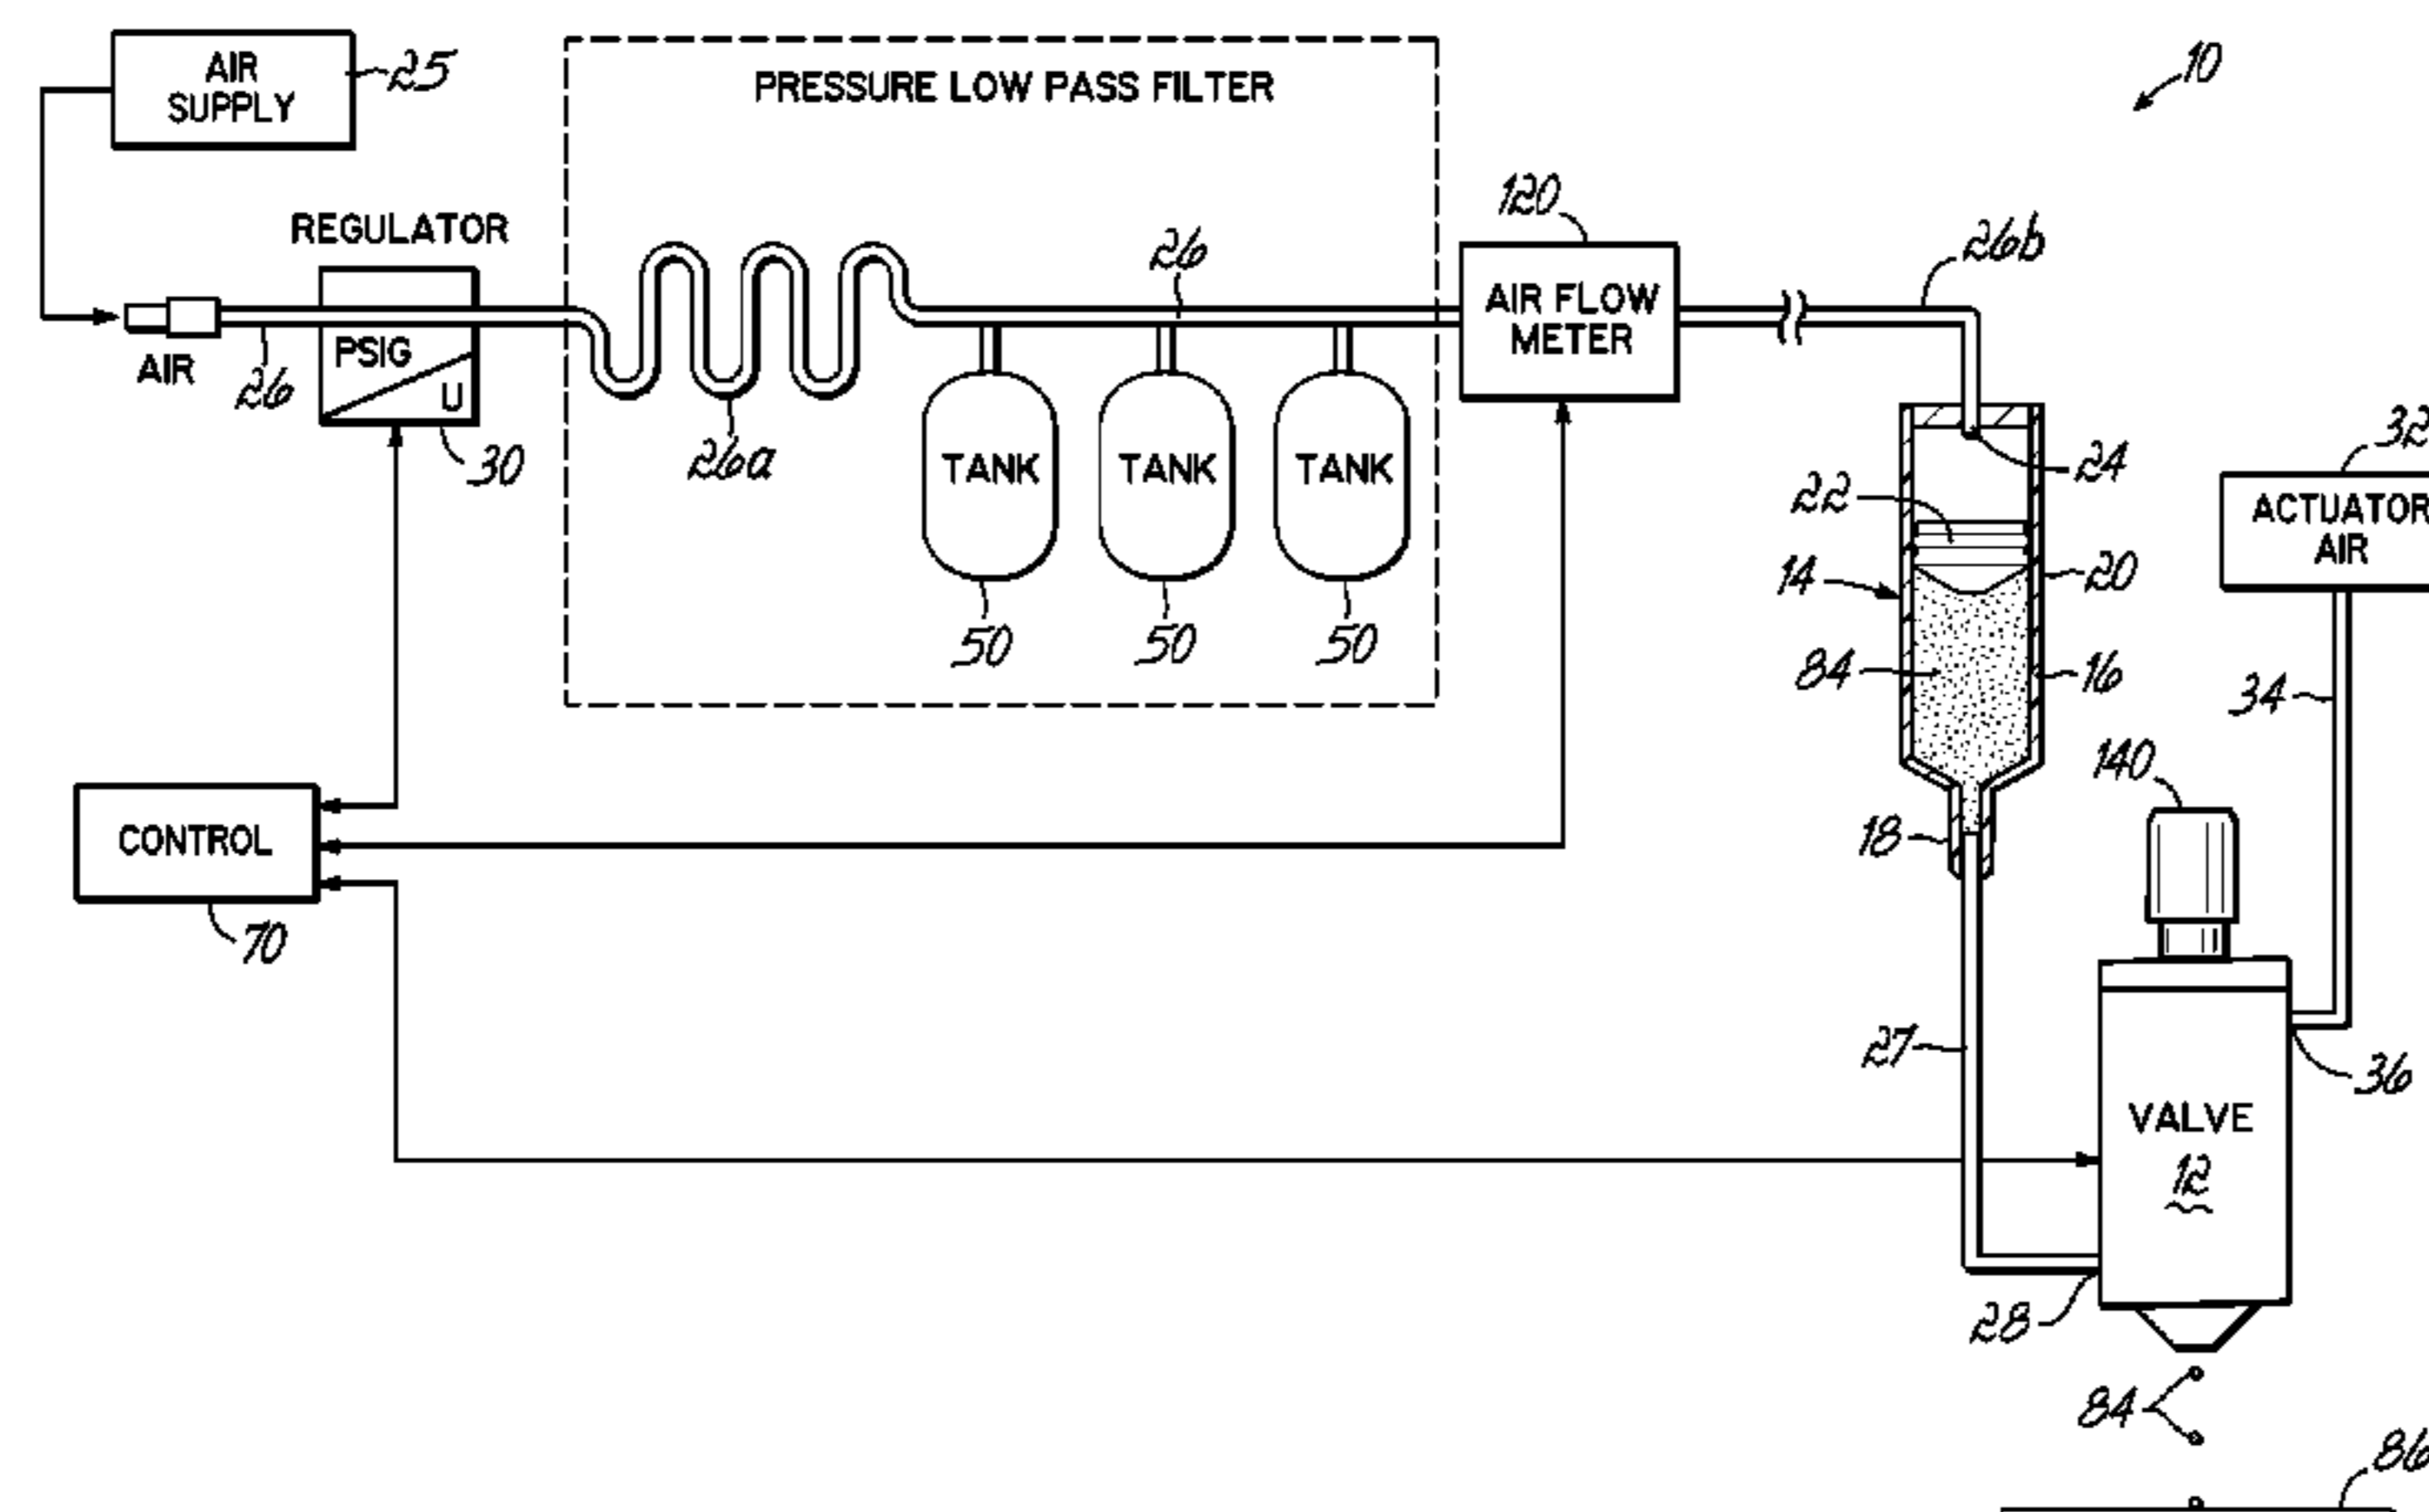 AIR
SUPPLY
25
PRESSURE LOW PASS FILTER
10
REGULATOR
120
26
26b
AIR FLOW
METER
PSIG
U
AIR
26
30
26a
TANK
TANK
TANK
24
22
32
ACTUATOR
AIR
14
20
50
50
50
84
16
34
140
CONTROL
18
70
27
36
VALVE
12
28
84
86